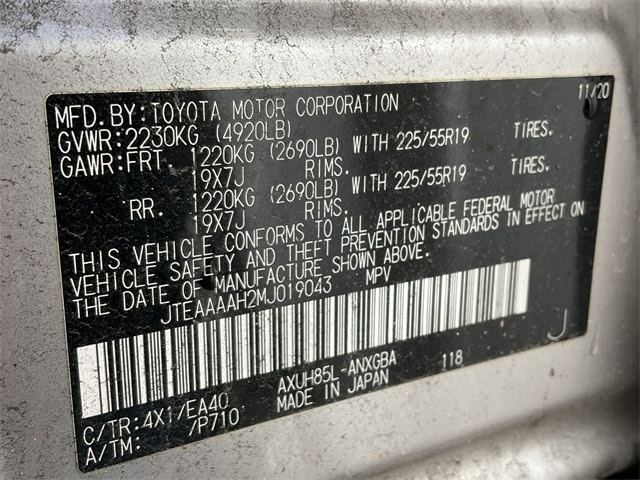 MFD.BY:TOYOTA MOTOR CORPORATION 11/20
GVWR:2230KG (4920LB)
GAWR:FRT. 1220KG (2690LB) WITH 225/55R19 TIRES.
19X7J RIMS.
RR. 1220KG (2690LB) WITH 225/55R19 TIRES.
19X7J RIMS.
THIS VEHICLE CONFORMS TO ALL APPLICABLE FEDERAL MOTOR
VEHICLE SAFETY AND THEFT PREVENTION STANDARDS IN EFFECT ON
THE DATE OF MANUFACTURE SHOWN ABOVE.
JTEAAAAH2MJ019043 MPV
J
AXUH85L-ANXGBA 118
MADE IN JAPAN
C/TR:4X1/EA40
A/TM: /P710